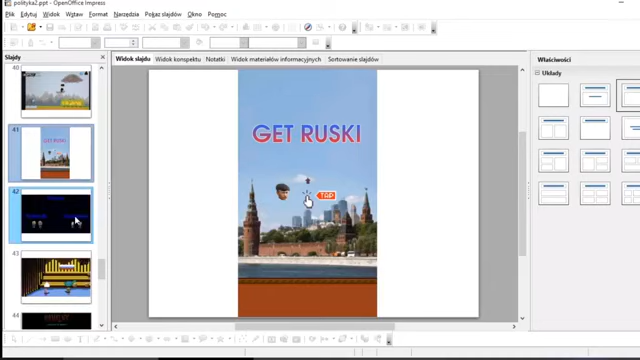 polityka2.ppt - OpenOffice Impress
Plik Edytuj Widok Wstaw Format Narzędzia Pokaz slajdów Okno Pomoc
Slajdy
Widok slajdu Widok konspektu Notatki Widok materiałów informacyjnych Sortowanie slajdów
Właściwości
Układy
40
41
42
43
44
GET RUSKI
TAP